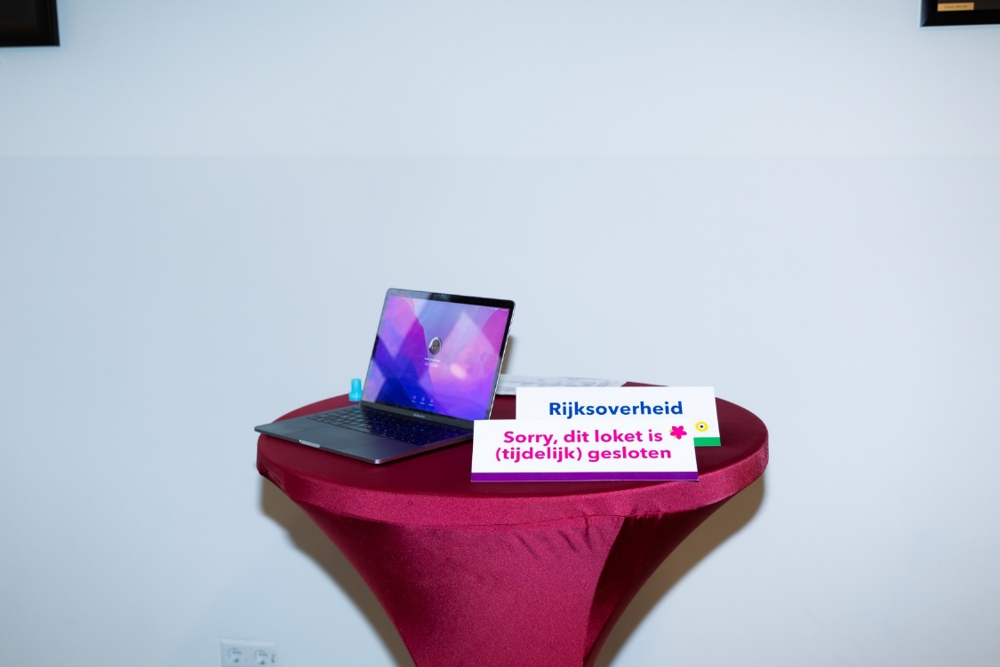 Rijksoverheid
Sorry, dit loket is
(tijdelijk) gesloten